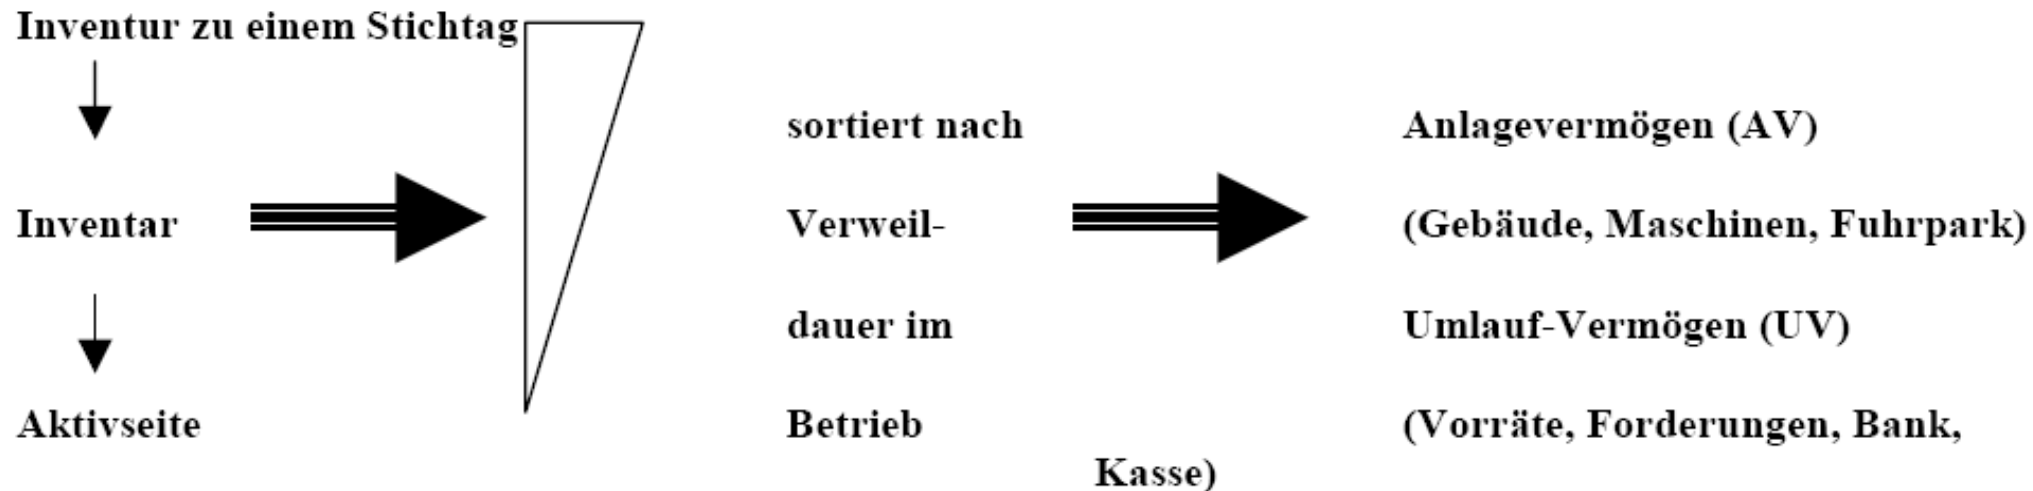 Inventur zu einem Stichtag
sortiert nach Anlagevermögen (AV)
Inventar Verweil- (Gebäude, Maschinen, Fuhrpark)
dauer im Umlauf-Vermögen (UV)
Aktivseite Betrieb (Vorräte, Forderungen, Bank,
Kasse)